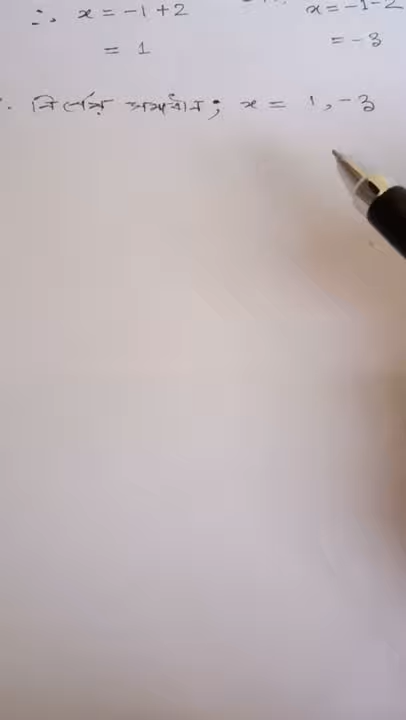 ∴ x = -1 + 2
x = -1 - 2
= 1
= -3
∴ নির্ণেয় সমাধান; x = 1, -3